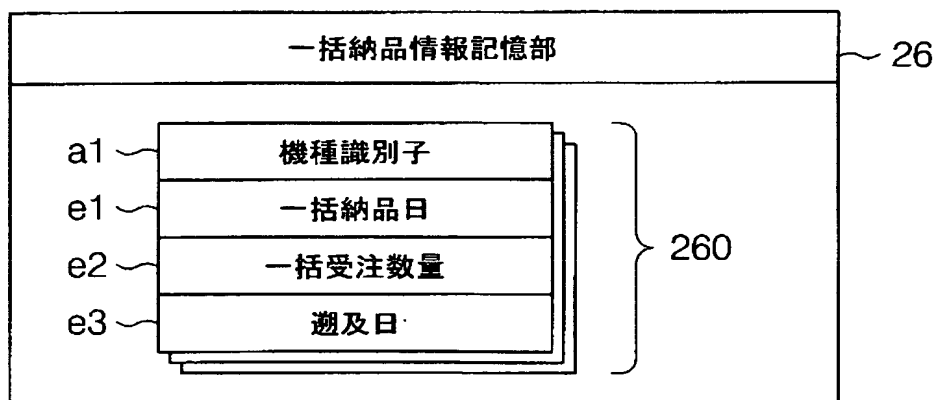 一括納品情報記憶部
26
a1 機種識別子
e1 一括納品日
e2 一括受注数量
260
e3 遡及日